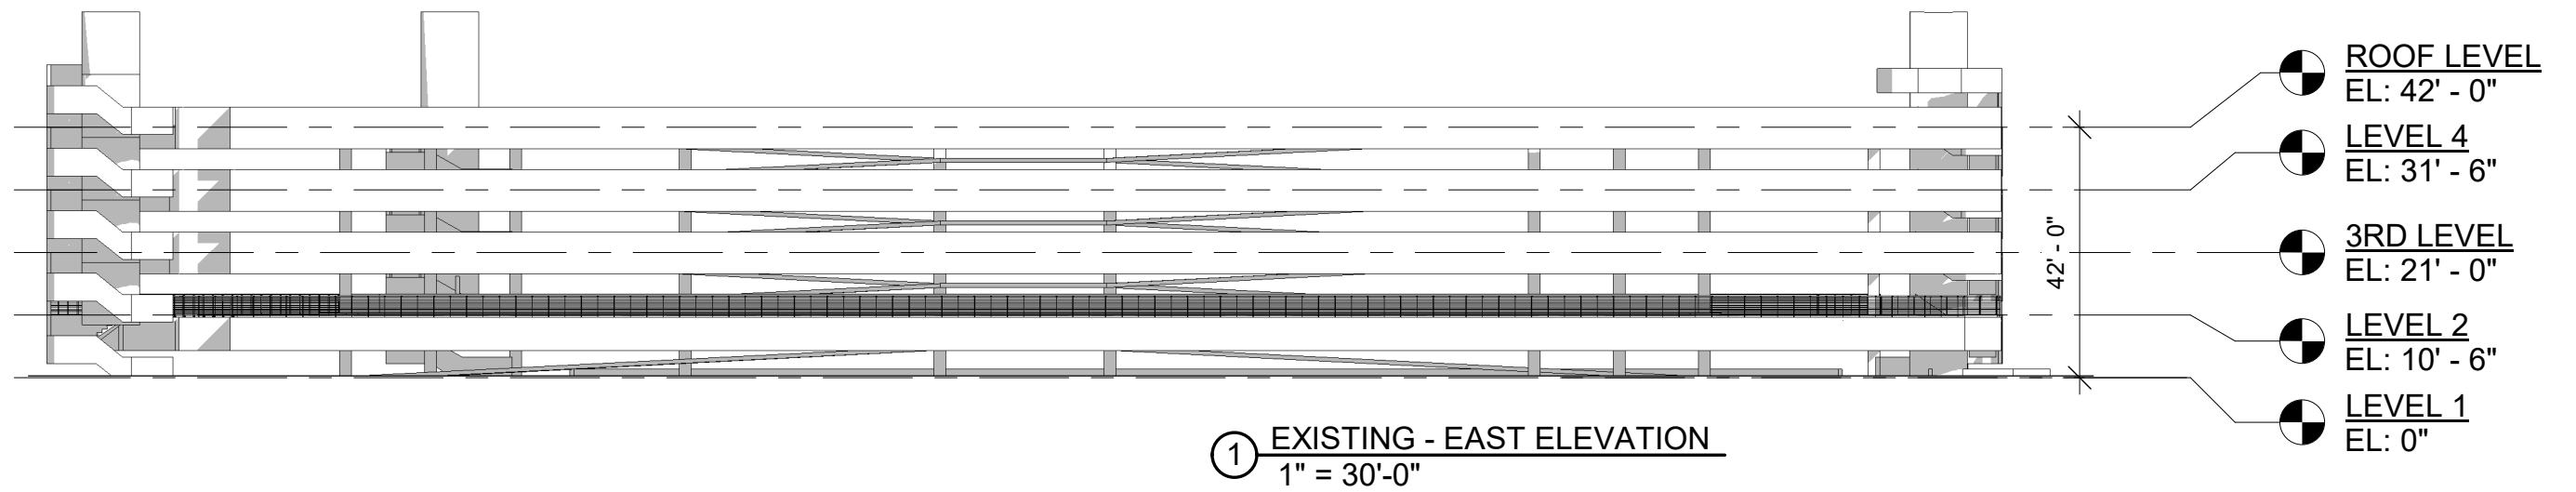 ROOF LEVEL
EL: 42' - 0"
LEVEL 4
EL: 31' - 6"
3RD LEVEL
EL: 21' - 0"
42' - 0"
LEVEL 2
EL: 10' - 6"
LEVEL 1
EL: 0"
1 EXISTING - EAST ELEVATION
1" = 30'-0"